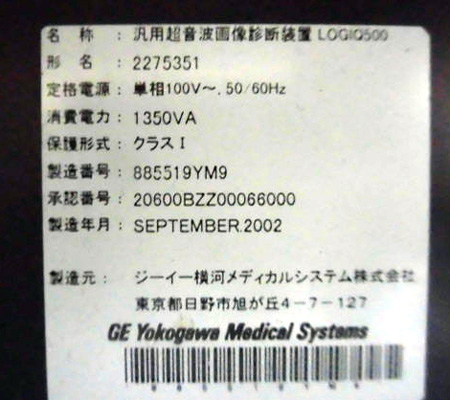 名称：汎用超音波画像診断装置 LOGIQ500
形名：2275351
定格電源：単相100V〜, 50/60Hz
消費電力：1350VA
保護形式：クラス I
製造番号：885519YM9
承認番号：20600BZZ00066000
製造年月：SEPTEMBER.2002
製造元：ジーイー横河メディカルシステム株式会社
東京都日野市旭が丘4-7-127
GE Yokogawa Medical Systems